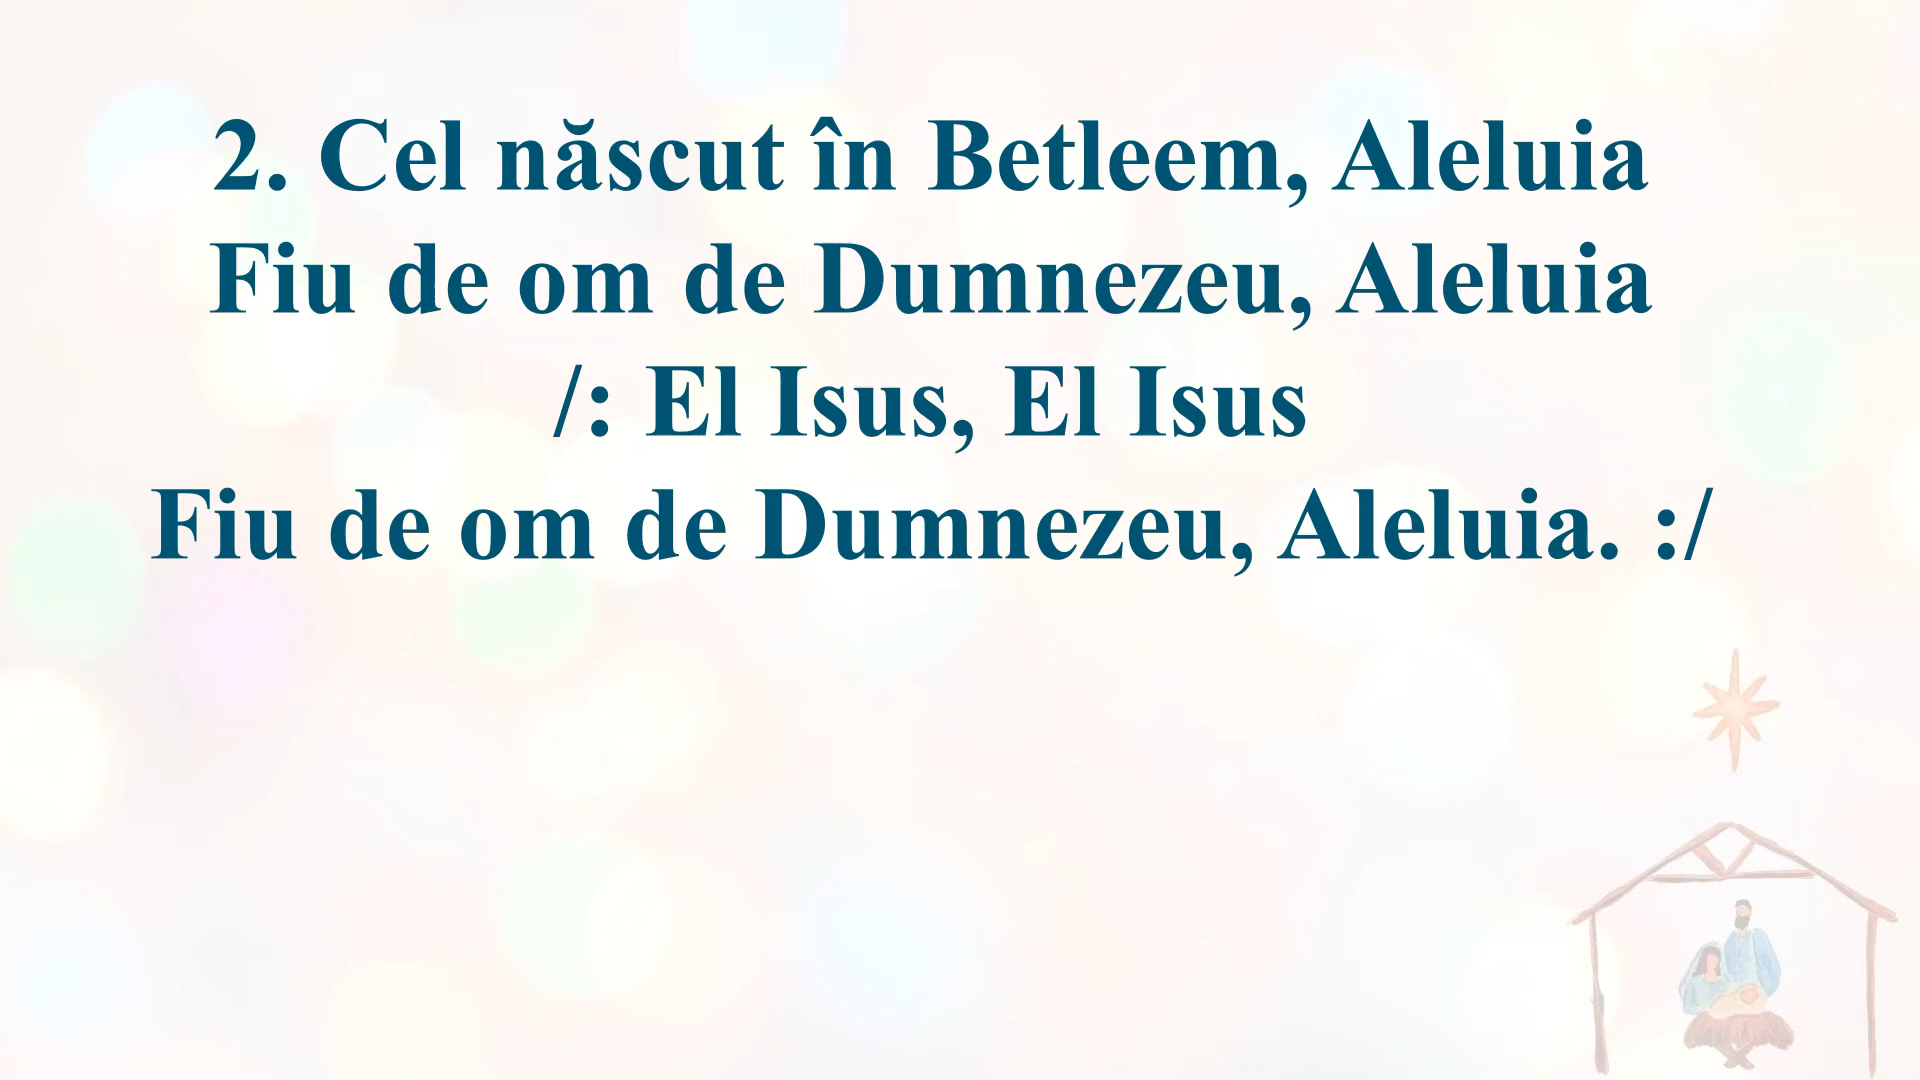 2. Cel născut în Betleem, Aleluia
Fiu de om de Dumnezeu, Aleluia
/: El Isus, El Isus
Fiu de om de Dumnezeu, Aleluia. :/